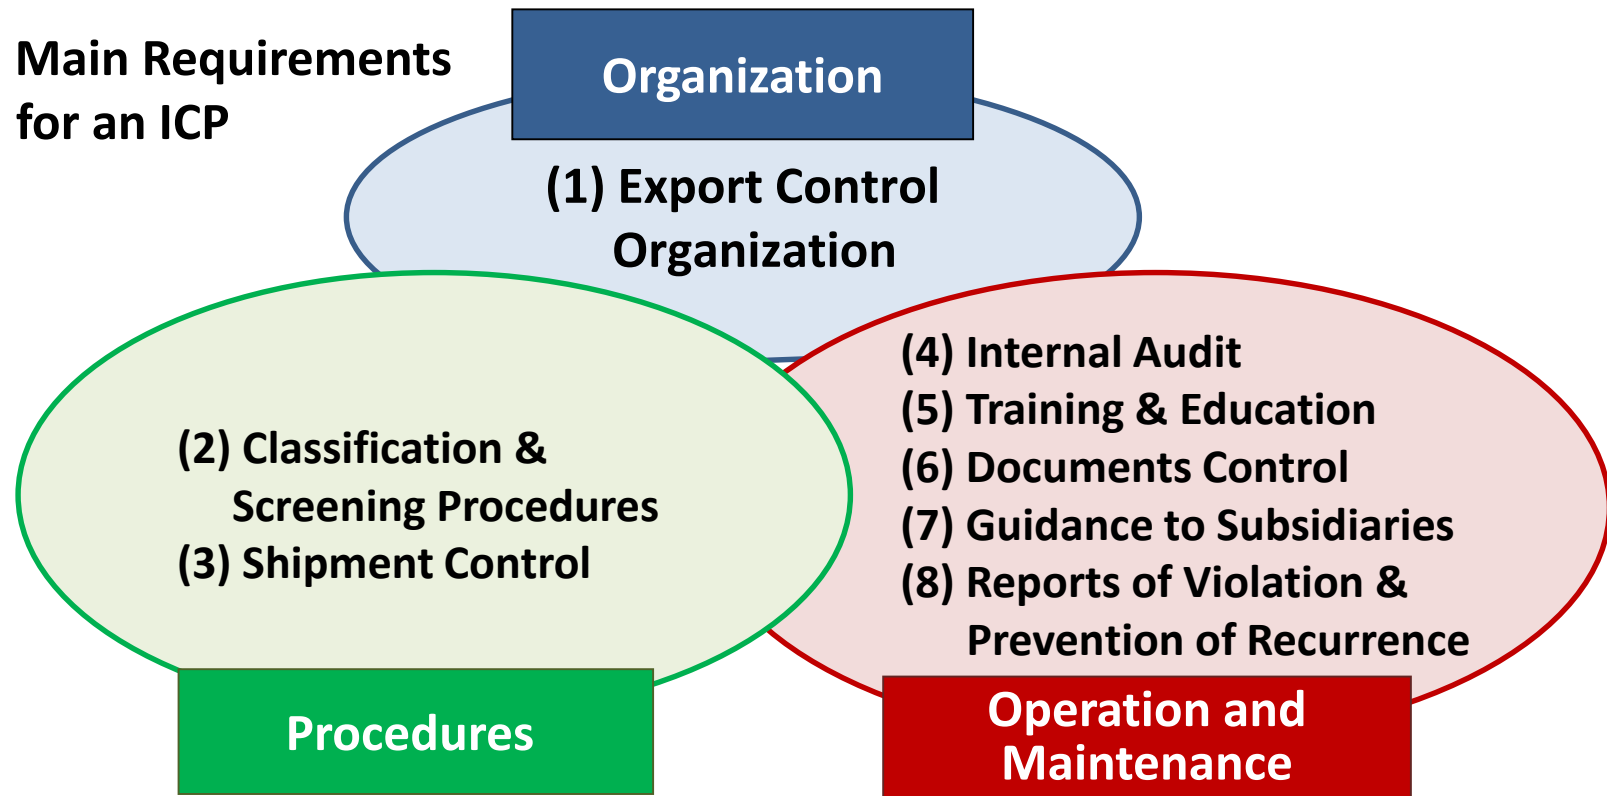 Main Requirements
for an ICP
Organization
(1) Export Control
Organization
(2) Classification &
Screening Procedures
(3) Shipment Control
Procedures
(4) Internal Audit
(5) Training & Education
(6) Documents Control
(7) Guidance to Subsidiaries
(8) Reports of Violation &
Prevention of Recurrence
Operation and
Maintenance